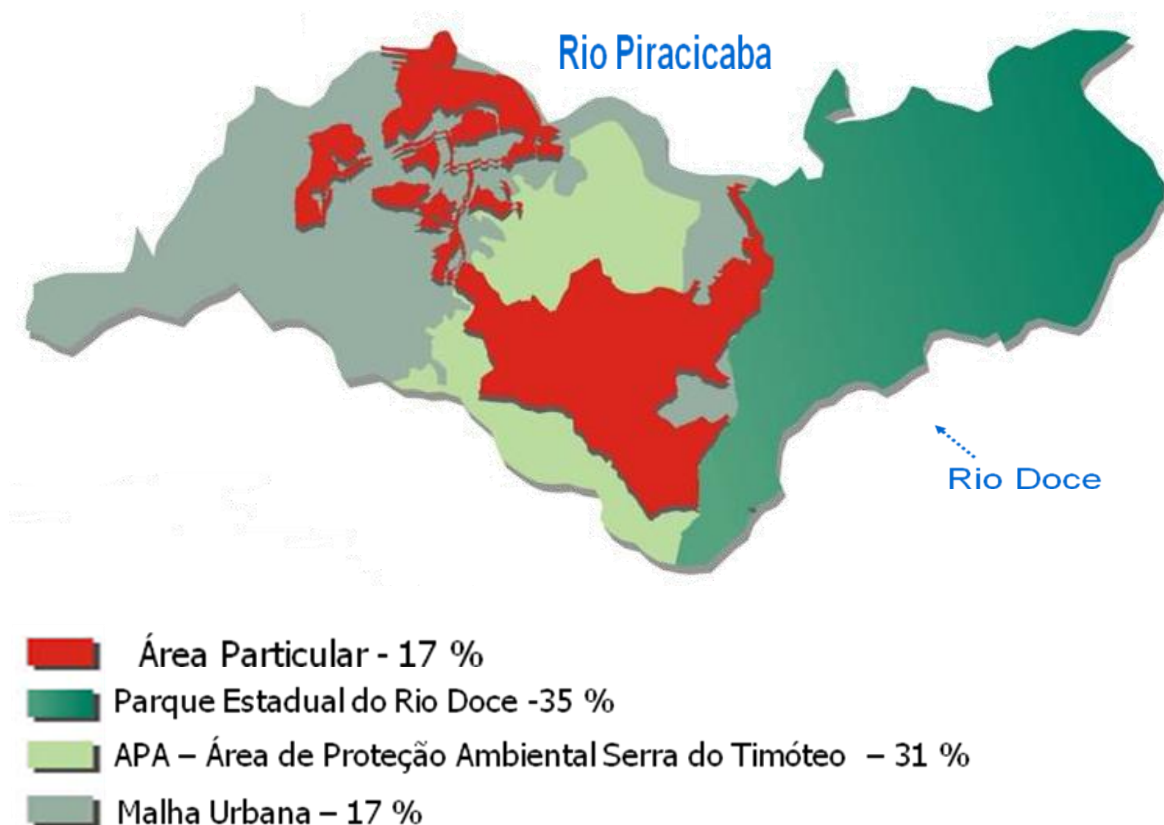 Rio Piracicaba
Rio Doce
Área Particular - 17 %
Parque Estadual do Rio Doce -35 %
APA – Área de Proteção Ambiental Serra do Timóteo – 31 %
Malha Urbana – 17 %